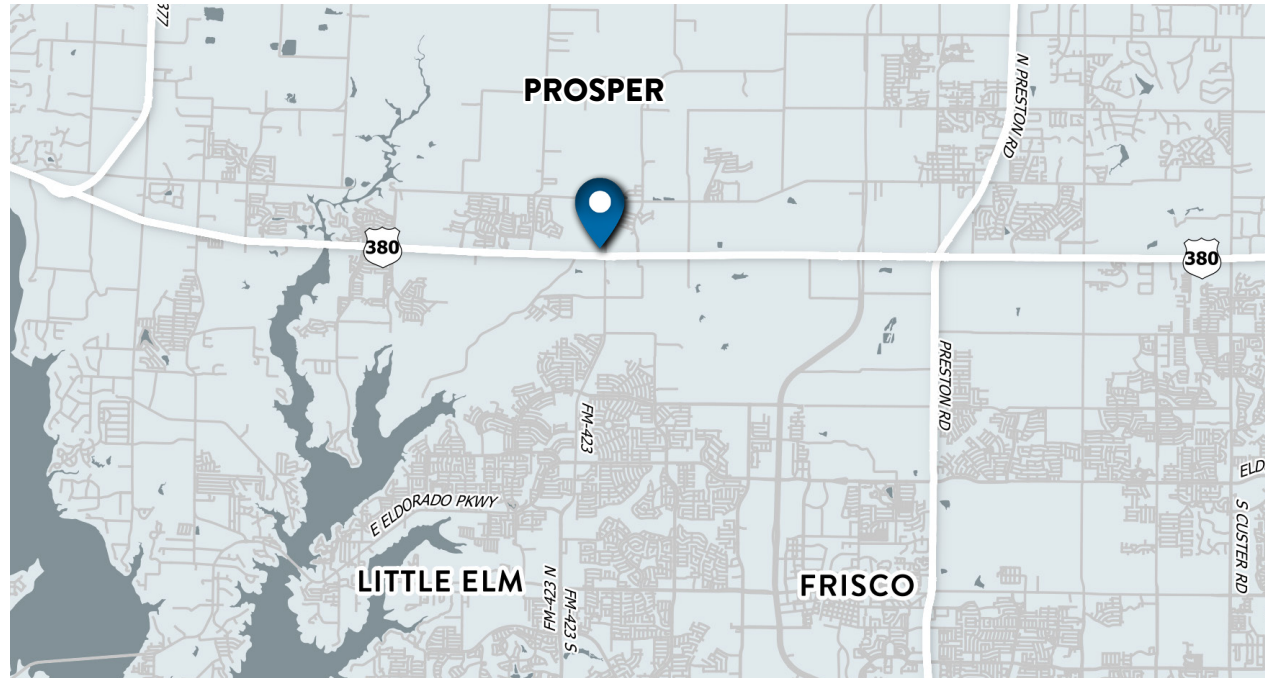 377
PROSPER
N PRESTON RD
380
380
PRESTON RD
FM-423
ELD
E ELDORADO PKWY
S CUSTER RD
LITTLE ELM
FRISCO
FM-423 N
FM-423 S